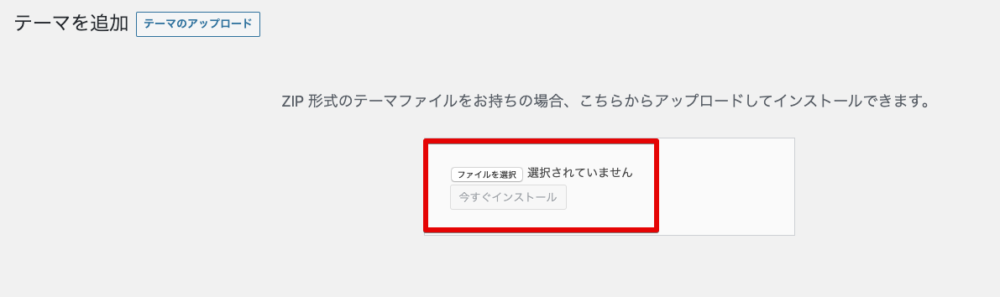 テーマを追加 テーマのアップロード
ZIP 形式のテーマファイルをお持ちの場合、こちらからアップロードしてインストールできます。
ファイルを選択 選択されていません
今すぐインストール